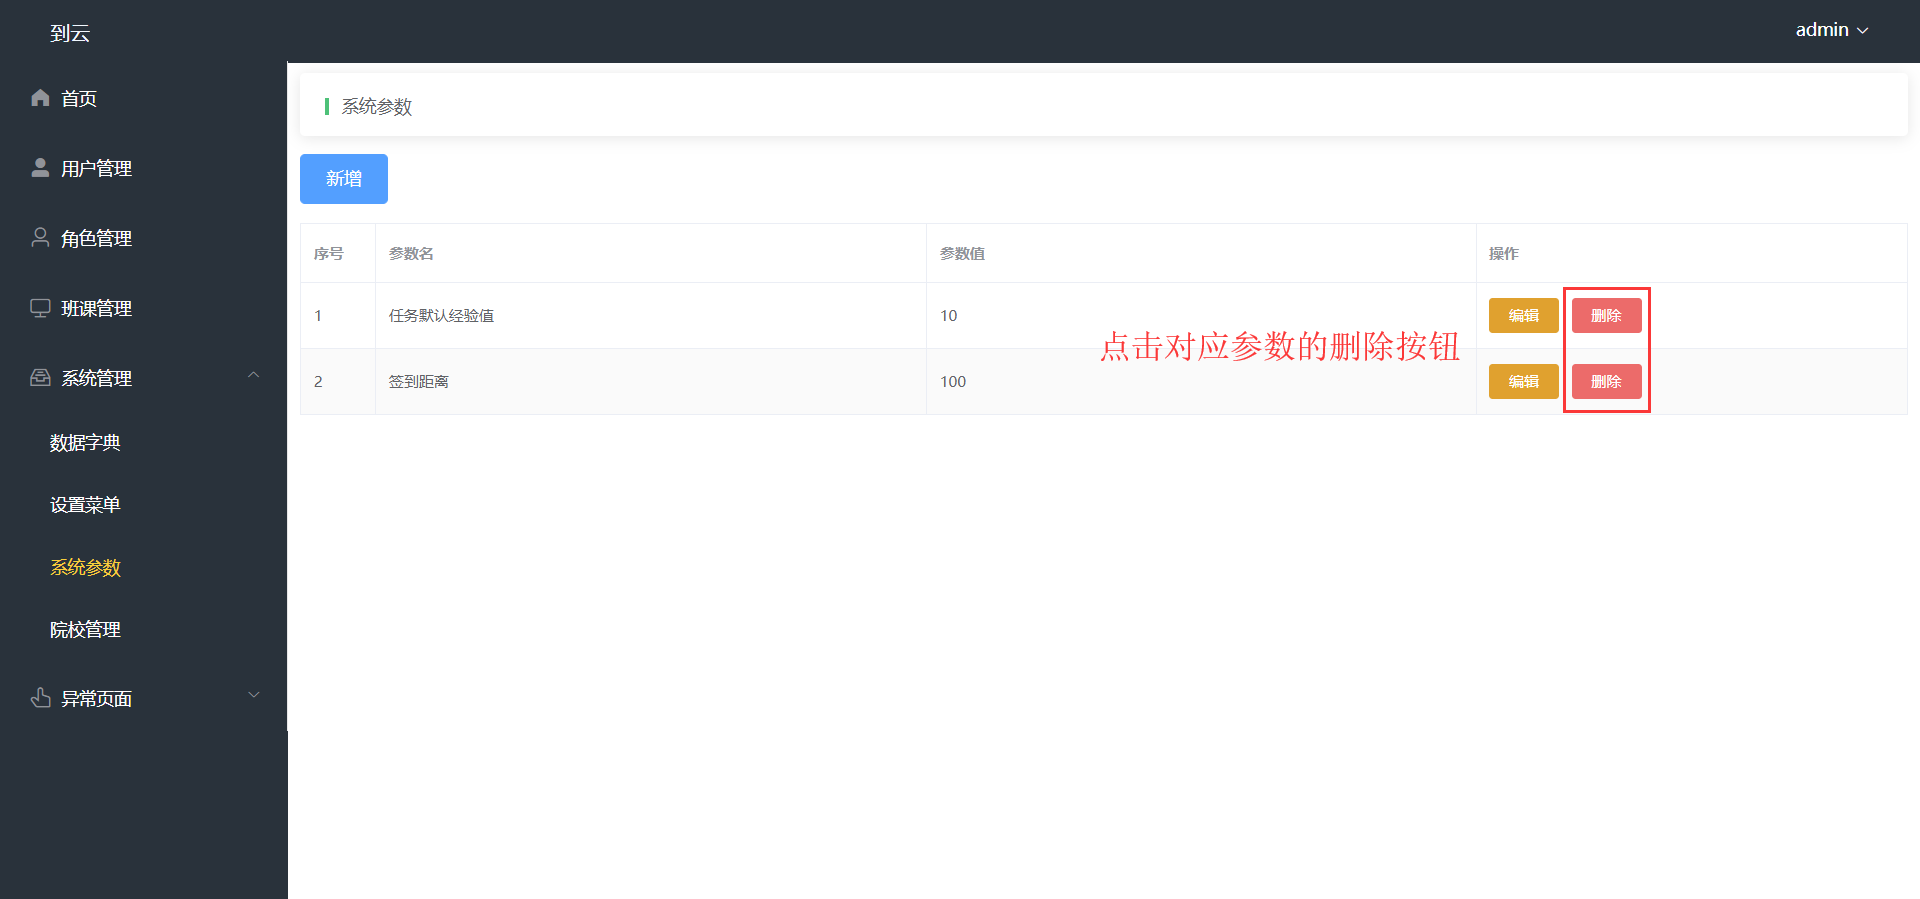 到云
admin
首页
用户管理
角色管理
班课管理
系统管理
数据字典
设置菜单
系统参数
院校管理
异常页面
系统参数
新增
序号 参数名 参数值 操作
1 任务默认经验值 10 编辑 删除
点击对应参数的删除按钮
2 签到距离 100 编辑 删除